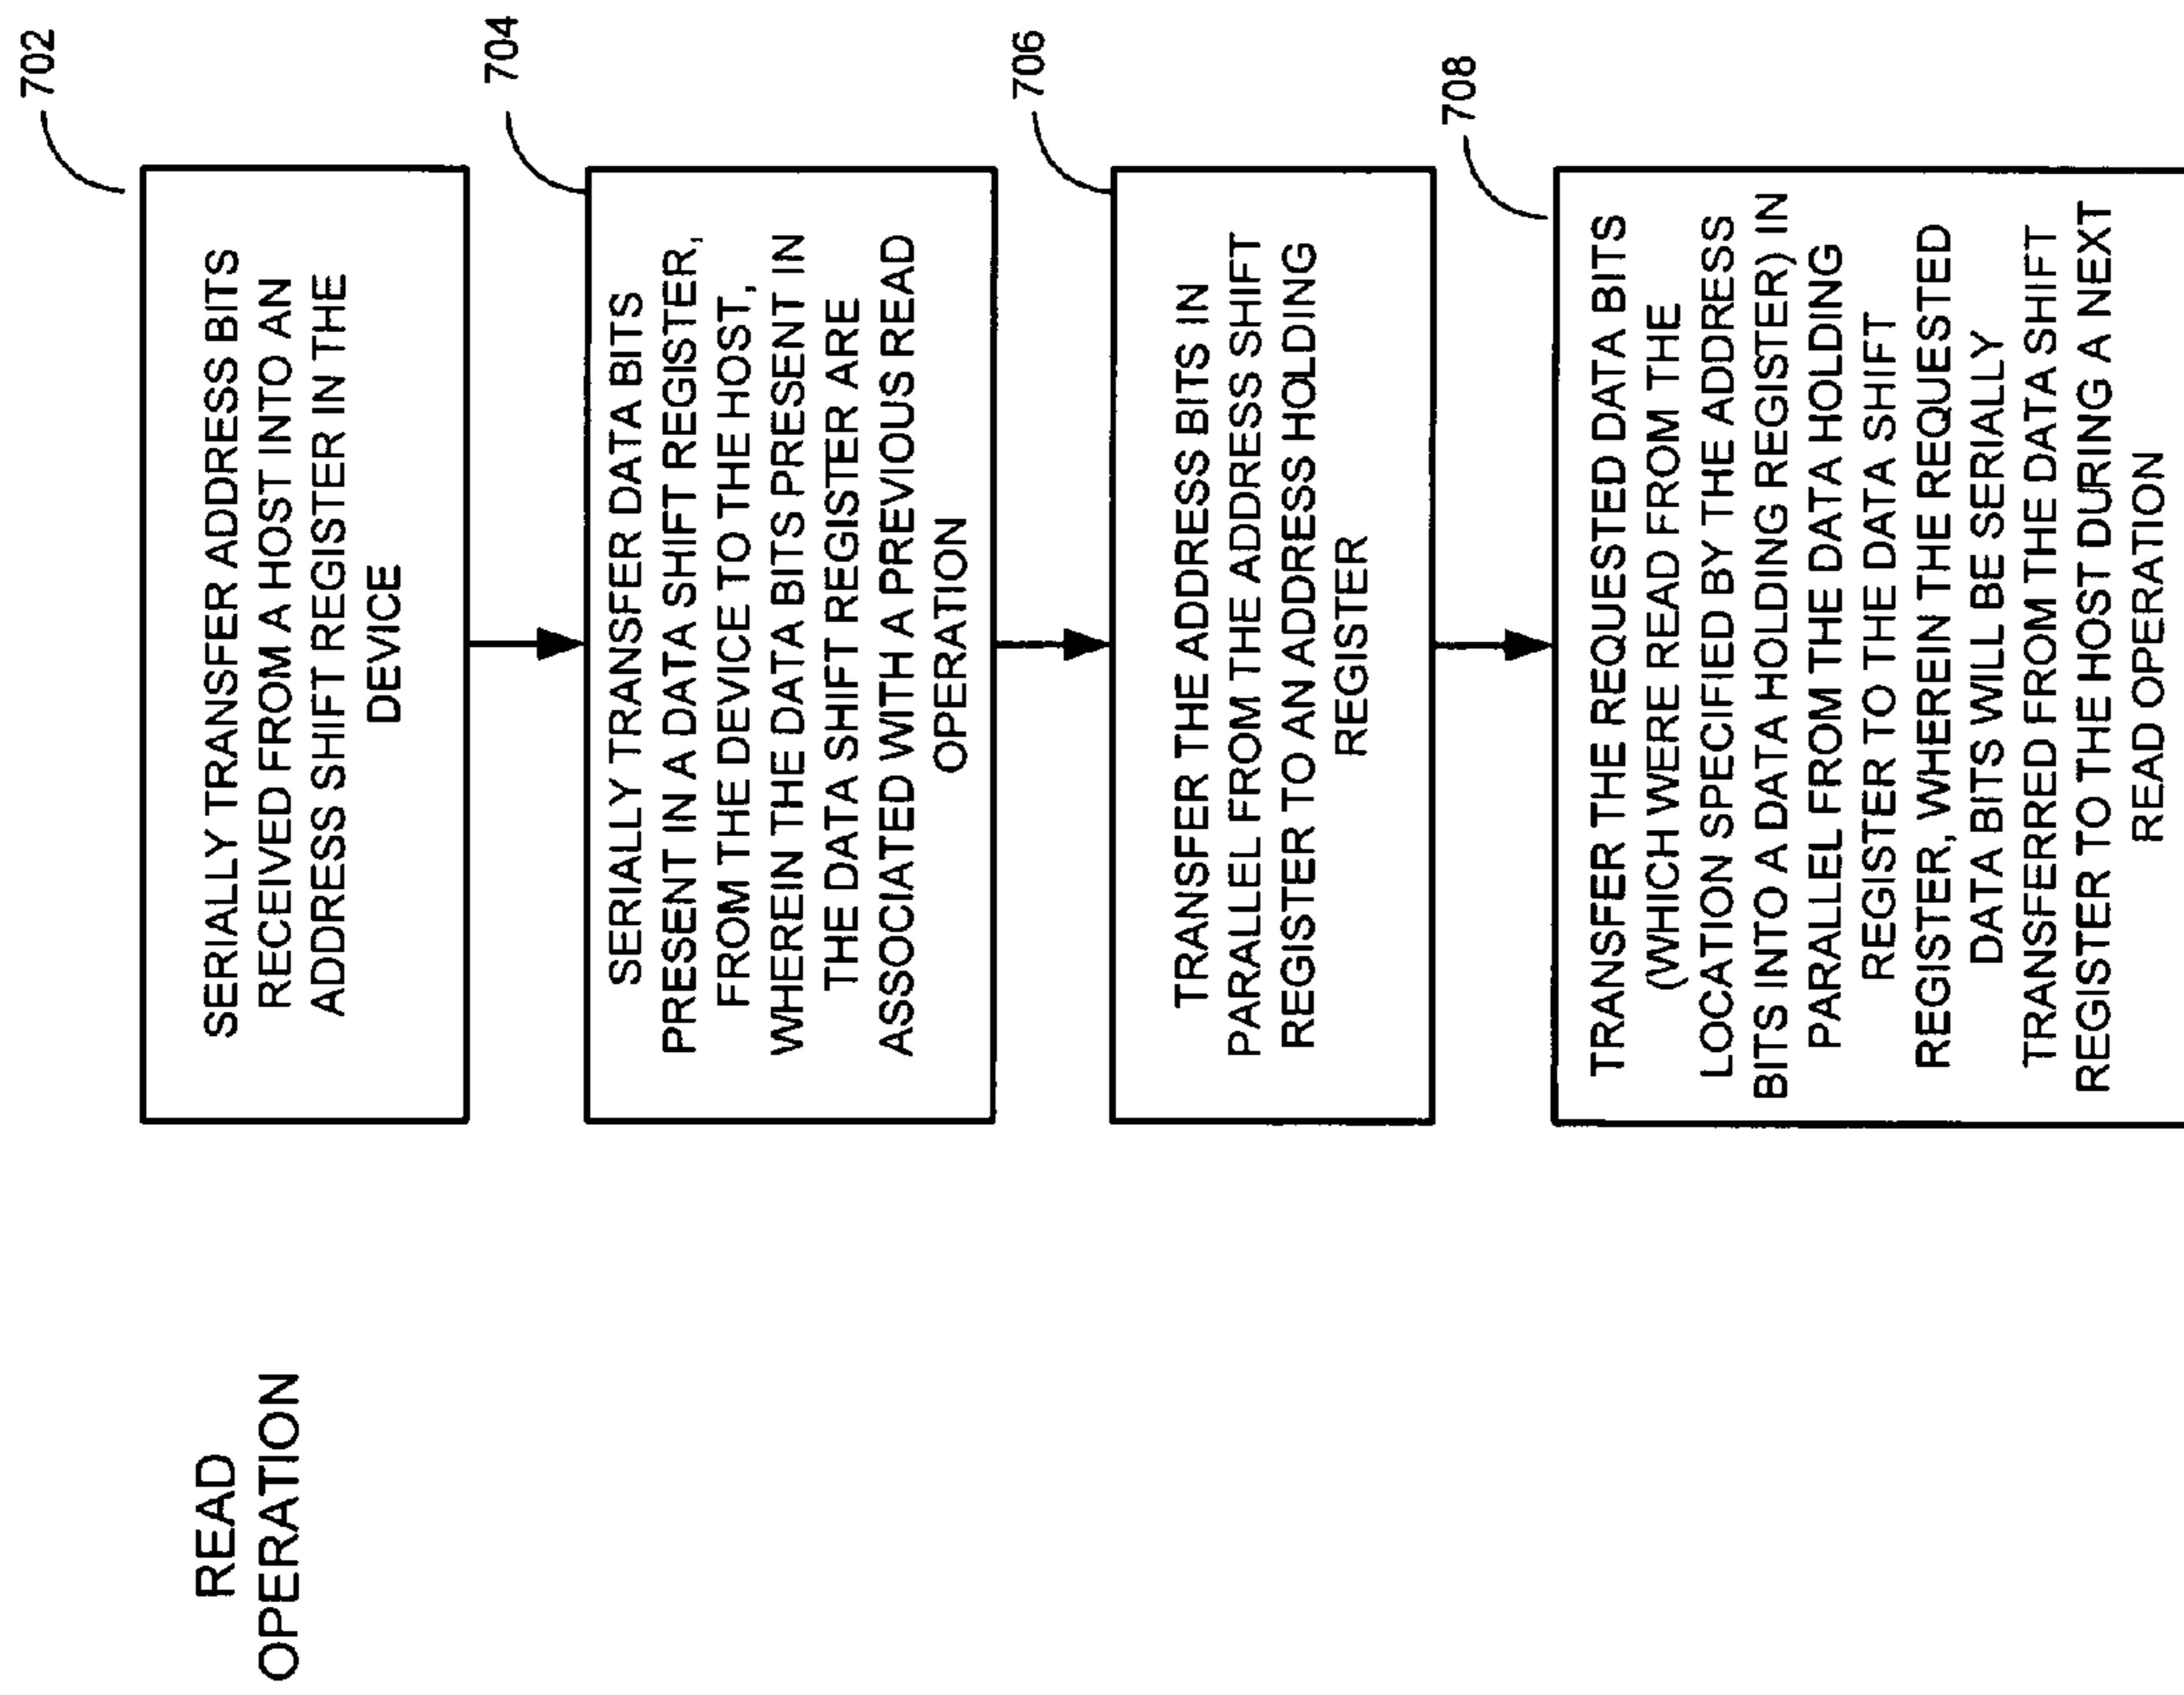 READ
OPERATION
702
SERIALLY TRANSFER ADDRESS BITS
RECEIVED FROM A HOST INTO AN
ADDRESS SHIFT REGISTER IN THE
DEVICE
704
SERIALLY TRANSFER DATA BITS
PRESENT IN A DATA SHIFT REGISTER,
FROM THE DEVICE TO THE HOST,
WHEREIN THE DATA BITS PRESENT IN
THE DATA SHIFT REGISTER ARE
ASSOCIATED WITH A PREVIOUS READ
OPERATION
706
TRANSFER THE ADDRESS BITS IN
PARALLEL FROM THE ADDRESS SHIFT
REGISTER TO AN ADDRESS HOLDING
REGISTER
708
TRANSFER THE REQUESTED DATA BITS
(WHICH WERE READ FROM THE
LOCATION SPECIFIED BY THE ADDRESS
BITS INTO A DATA HOLDING REGISTER) IN
PARALLEL FROM THE DATA HOLDING
REGISTER TO THE DATA SHIFT
REGISTER, WHEREIN THE REQUESTED
DATA BITS WILL BE SERIALLY
TRANSFERRED FROM THE DATA SHIFT
REGISTER TO THE HOST DURING A NEXT
READ OPERATION